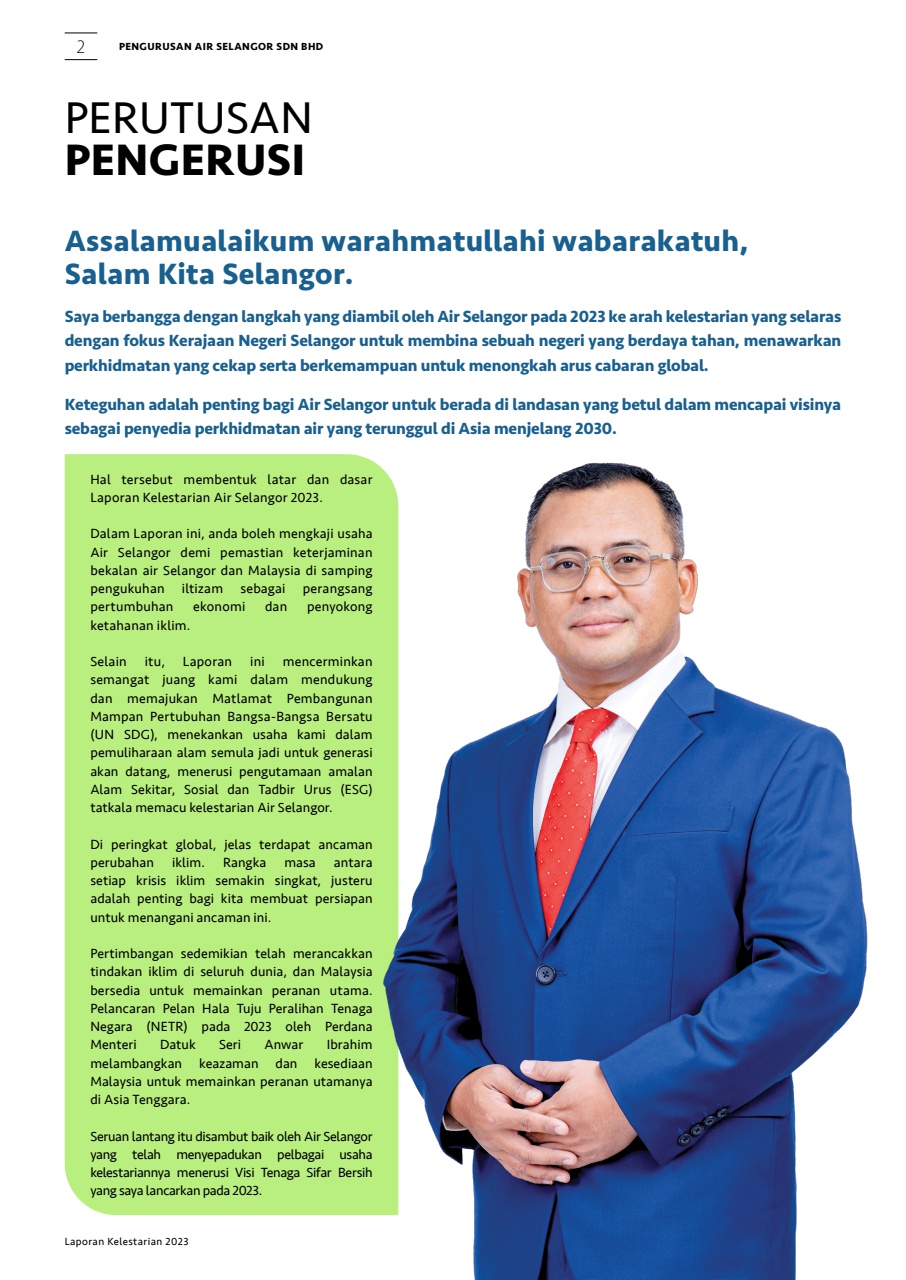 2
PENGURUSAN AIR SELANGOR SDN BHD
PERUTUSAN
PENGERUSI
Assalamualaikum warahmatullahi wabarakatuh,
Salam Kita Selangor.
Saya berbangga dengan langkah yang diambil oleh Air Selangor pada 2023 ke arah kelestarian yang selaras
dengan fokus Kerajaan Negeri Selangor untuk membina sebuah negeri yang berdaya tahan, menawarkan
perkhidmatan yang cekap serta berkemampuan untuk menongkah arus cabaran global.
Keteguhan adalah penting bagi Air Selangor untuk berada di landasan yang betul dalam mencapai visinya
sebagai penyedia perkhidmatan air yang terunggul di Asia menjelang 2030.
Hal tersebut membentuk latar dan dasar
Laporan Kelestarian Air Selangor 2023.
Dalam Laporan ini, anda boleh mengkaji usaha
Air Selangor demi pemastian keterjaminan
bekalan air Selangor dan Malaysia di samping
pengukuhan iltizam sebagai perangsang
pertumbuhan ekonomi dan penyokong
ketahanan iklim.
Selain itu, Laporan ini mencerminkan
semangat juang kami dalam mendukung
dan memajukan Matlamat Pembangunan
Mampan Pertubuhan Bangsa-Bangsa Bersatu
(UN SDG), menekankan usaha kami dalam
pemuliharaan alam semula jadi untuk generasi
akan datang, menerusi pengutamaan amalan
Alam Sekitar, Sosial dan Tadbir Urus (ESG)
tatkala memacu kelestarian Air Selangor.
Di peringkat global, jelas terdapat ancaman
perubahan iklim. Rangka masa antara
setiap krisis iklim semakin singkat, justeru
adalah penting bagi kita membuat persiapan
untuk menangani ancaman ini.
Pertimbangan sedemikian telah merancakkan
tindakan iklim di seluruh dunia, dan Malaysia
bersedia untuk memainkan peranan utama.
Pelancaran Pelan Hala Tuju Peralihan Tenaga
Negara (NETR) pada 2023 oleh Perdana
Menteri Datuk Seri Anwar Ibrahim
melambangkan keazaman dan kesediaan
Malaysia untuk memainkan peranan utamanya
di Asia Tenggara.
Seruan lantang itu disambut baik oleh Air Selangor
yang telah menyepadukan pelbagai usaha
kelestariannya menerusi Visi Tenaga Sifar Bersih
yang saya lancarkan pada 2023.
Laporan Kelestarian 2023